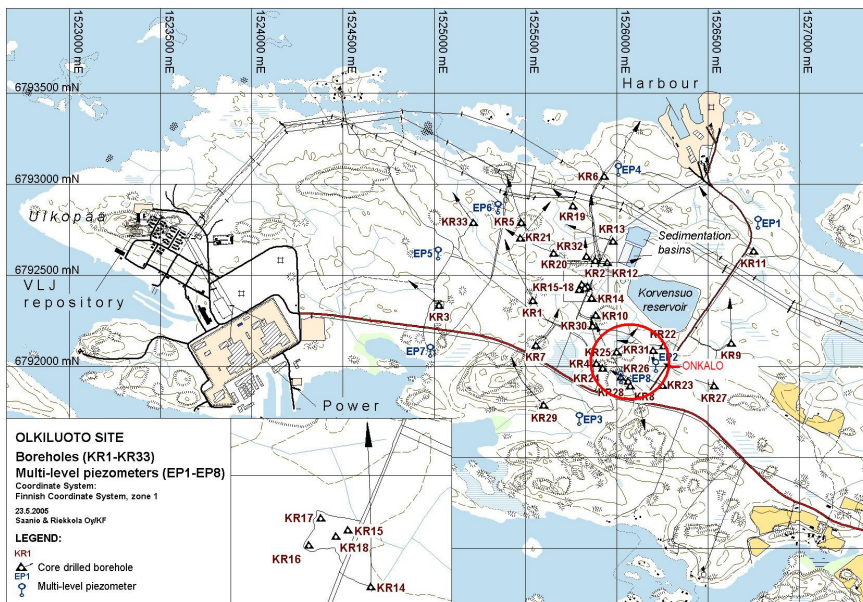 1523000 mE
1523500 mE
1524000 mE
1524500 mE
1525000 mE
1525500 mE
1526000 mE
1526500 mE
1527000 mE
6793500 mN
Harbour
6793000 mN
KR6
EP4
EP6
KR19
Ulkopää
KR33
KR5
EP1
KR13
KR21
KR32
Sedimentation
basins
EP5
KR20
KR2
KR12
KR11
6792500 mN
VLJ
repository
KR15-18
KR14
Korvensuo
reservoir
KR3
KR1
KR10
KR30
KR22
KR7
EP7
KR25
KR31
EP2
KR9
6792000 mN
KR4
KR26
ONKALO
KR24
EP8
KR28
KR8
KR23
KR27
Power
KR29
EP3
OLKILUOTO SITE
Boreholes (KR1-KR33)
Multi-level piezometers (EP1-EP8)
Coordinate System:
Finnish Coordinate System, zone 1
23.5.2005
Saanio & Riekkola Oy/KF
LEGEND:
KR1
Core drilled borehole
EP1
Multi-level piezometer
KR17
KR15
KR18
KR16
KR14